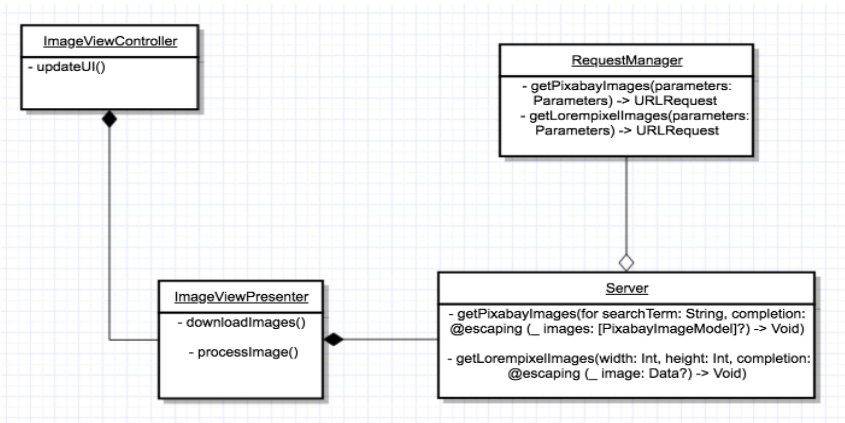 ImageViewController
- updateUI()
RequestManager
- getPixabayImages(parameters:
Parameters) -> URLRequest
- getLorempixelImages(parameters:
Parameters) -> URLRequest
ImageViewPresenter
- downloadImages()
- processImage()
Server
- getPixabayImages(for searchTerm: String, completion:
@escaping (_ images: [PixabayImageModel]?) -> Void)
- getLorempixelImages(width: Int, height: Int, completion:
@escaping (_ image: Data?) -> Void)